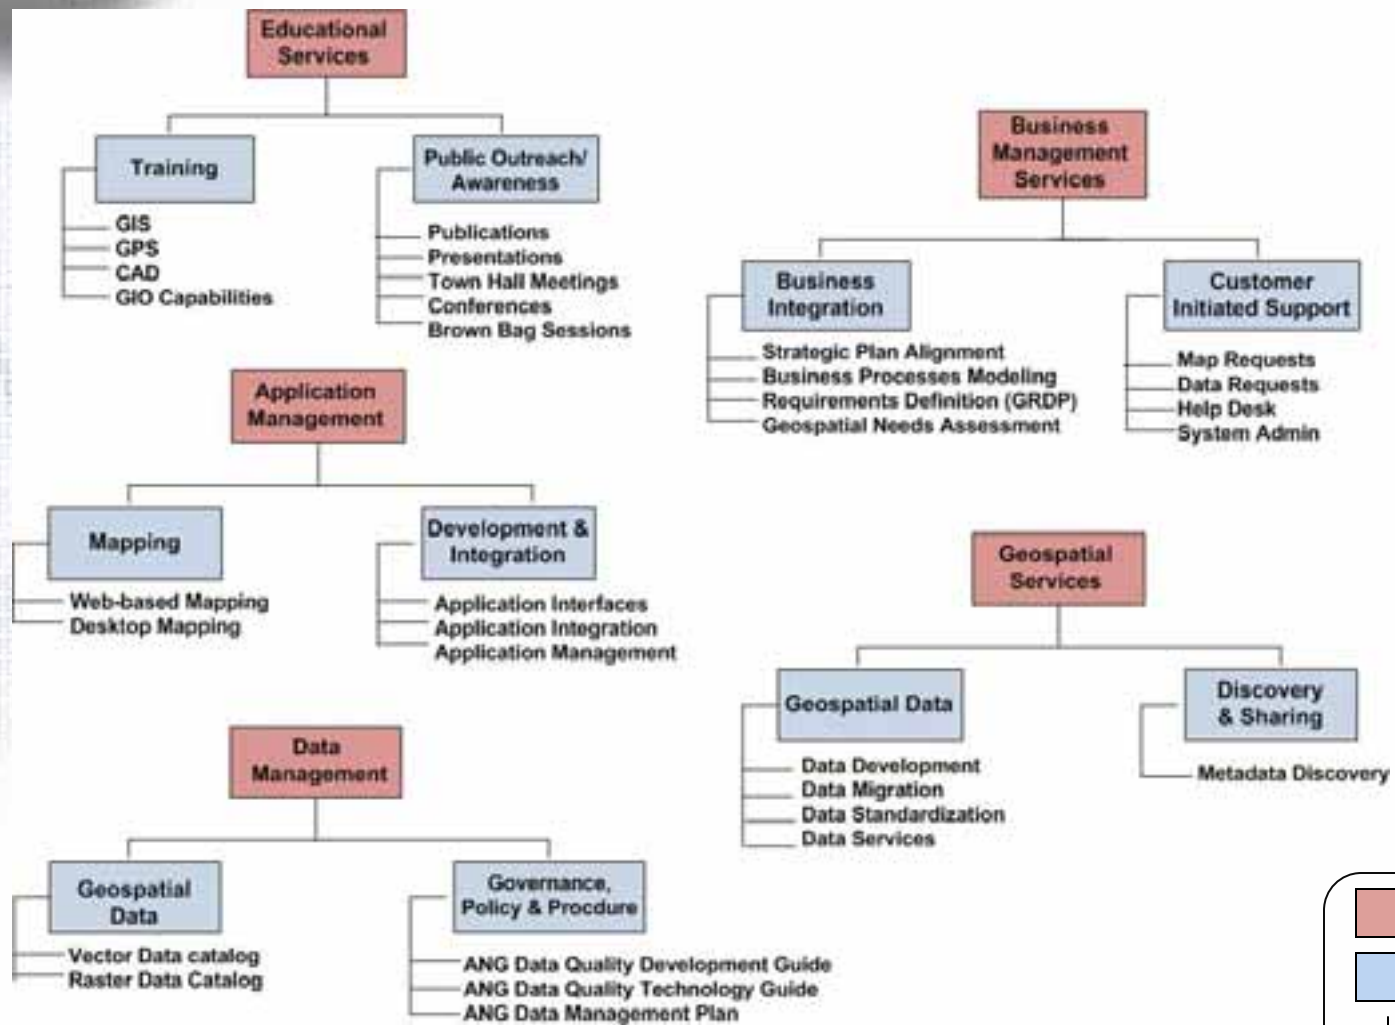 Educational
Services
Training
GIS
GPS
CAD
GIO Capabilities
Public Outreach/
Awareness
Publications
Presentations
Town Hall Meetings
Conferences
Brown Bag Sessions
Business
Management
Services
Business
Integration
Strategic Plan Alignment
Business Processes Modeling
Requirements Definition (GRDP)
Geospatial Needs Assessment
Customer
Initiated Support
Map Requests
Data Requests
Help Desk
System Admin
Application
Management
Mapping
Web-based Mapping
Desktop Mapping
Development &
Integration
Application Interfaces
Application Integration
Application Management
Geospatial
Services
Geospatial Data
Data Development
Data Migration
Data Standardization
Data Services
Discovery
& Sharing
Metadata Discovery
Data
Management
Geospatial
Data
Vector Data catalog
Raster Data Catalog
Governance,
Policy & Procdure
ANG Data Quality Development Guide
ANG Data Quality Technology Guide
ANG Data Management Plan